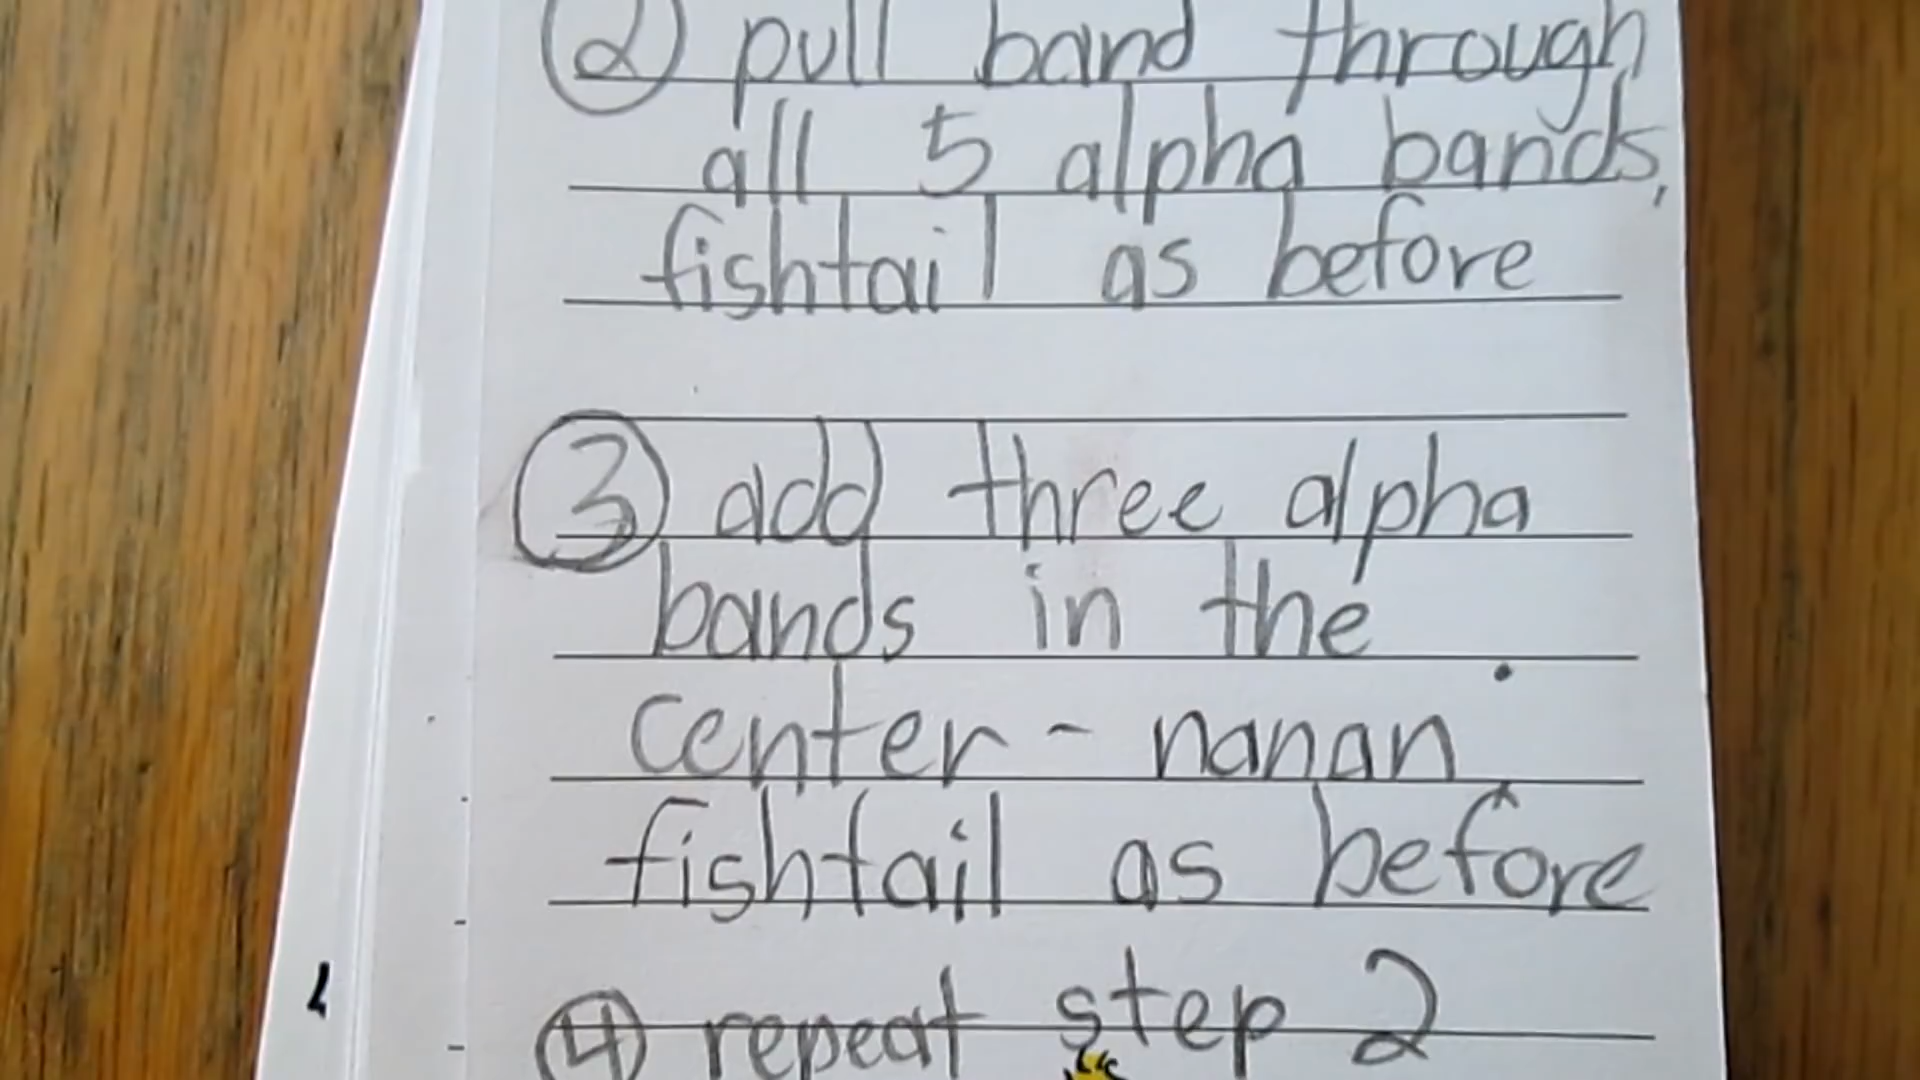 ② pull band through
all 5 alpha bands,
fishtail as before
③ add three alpha
bands in the
center - nanan
fishtail as before
④ repeat step 2